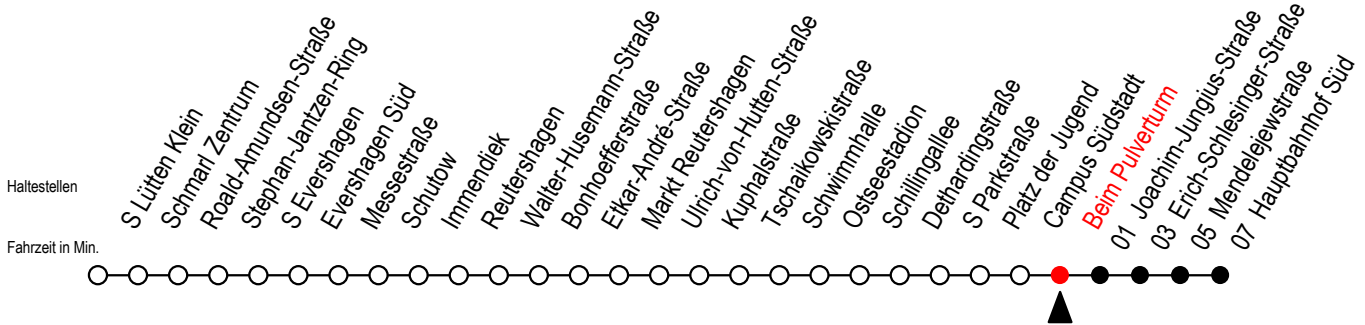 Haltestellen
S Lütten Klein
Schmarl Zentrum
Roald-Amundsen-Straße
Stephan-Jantzen-Ring
S Evershagen
Evershagen Süd
Messestraße
Schutow
Immendiek
Reutershagen
Walter-Husemann-Straße
Bonhoefferstraße
Etkar-André-Straße
Markt Reutershagen
Ulrich-von-Hutten-Straße
Kuphalstraße
Tschaikowskistraße
Schwimmhalle
Ostseestadion
Schillingallee
Dethardingstraße
S Parkstraße
Platz der Jugend
Campus Südstadt
Beim Pulverturm
01 Joachim-Jungius-Straße
03 Erich-Schlesinger-Straße
05 Mendelejewstraße
07 Hauptbahnhof Süd
Fahrzeit in Min.